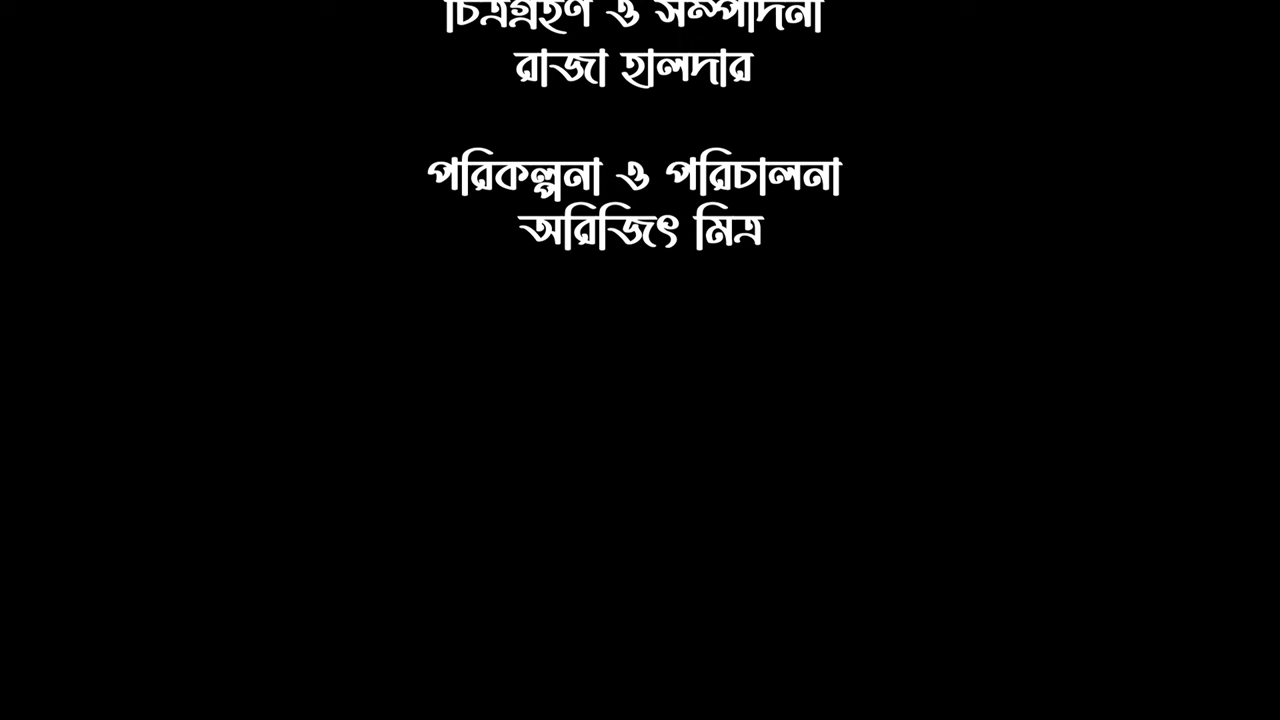 চিত্রগ্রহণ ও সম্পাদনা
রাজা হালদার
পরিকল্পনা ও পরিচালনা
অরিজিৎ মিত্র